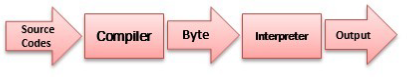 Source
Codes
Compiler
Byte
Interpreter
Output